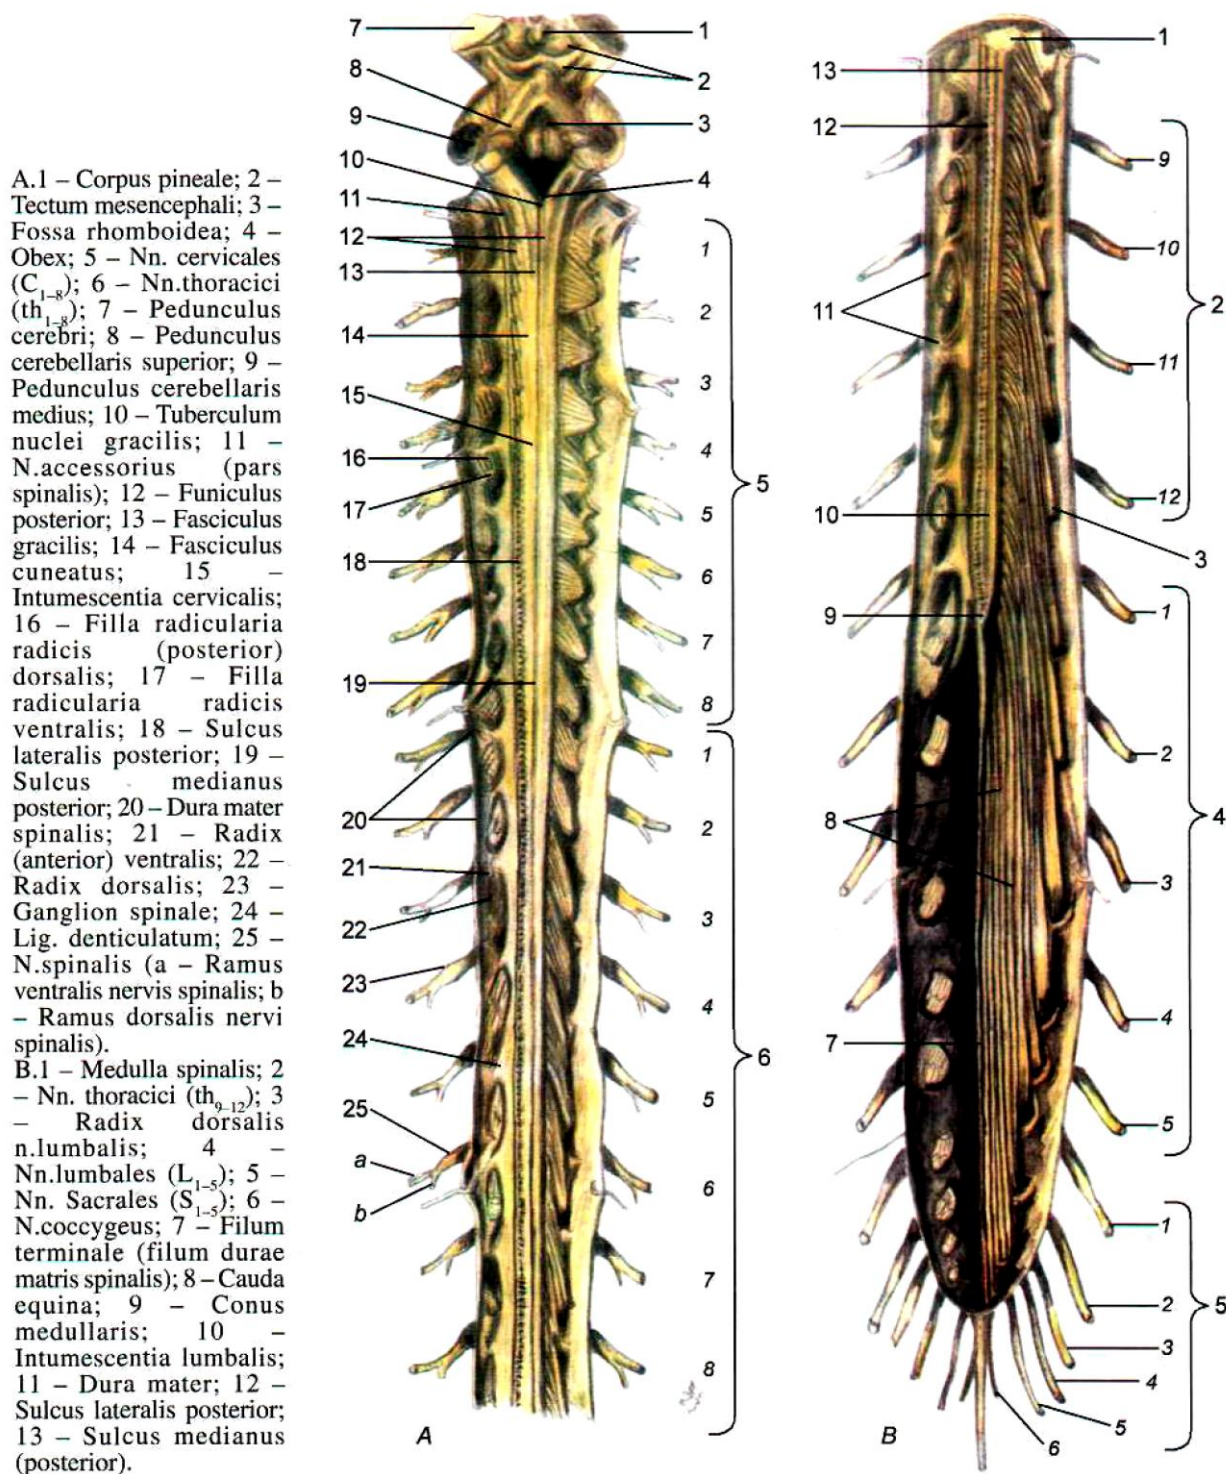 A.1 – Corpus pineale; 2 –
Tectum mesencephali; 3 –
Fossa rhomboidea; 4 –
Obex; 5 – Nn. cervicales
(C1–8); 6 – Nn.thoracici
(th1–8); 7 – Pedunculus
cerebri; 8 – Pedunculus
cerebellaris superior; 9 –
Pedunculus cerebellaris
medius; 10 – Tuberculum
nuclei gracilis; 11 –
N.accessorius (pars
spinalis); 12 – Funiculus
posterior; 13 – Fasciculus
gracilis; 14 – Fasciculus
cuneatus; 15 –
Intumescentia cervicalis;
16 – Filla radicularia
radicis (posterior)
dorsalis; 17 – Filla
radicularia radicis
ventralis; 18 – Sulcus
lateralis posterior; 19 –
Sulcus medianus
posterior; 20 – Dura mater
spinalis; 21 – Radix
(anterior) ventralis; 22 –
Radix dorsalis; 23 –
Ganglion spinale; 24 –
Lig. denticulatum; 25 –
N.spinalis (a – Ramus
ventralis nervis spinalis; b
– Ramus dorsalis nervi
spinalis).
B.1 – Medulla spinalis; 2
– Nn. thoracici (th9–12); 3
– Radix dorsalis
n.lumbalis; 4 –
Nn.lumbales (L1–5); 5 –
Nn. Sacrales (S1–5); 6 –
N.coccygeus; 7 – Filum
terminale (filum durae
matris spinalis); 8 – Cauda
equina; 9 – Conus
medullaris; 10 –
Intumescentia lumbalis;
11 – Dura mater; 12 –
Sulcus lateralis posterior;
13 – Sulcus medianus
(posterior).
7
8
9
10
11
12
13
14
15
16
17
18
19
20
21
22
23
24
25
a
b
1
2
3
4
1
2
3
4
5
6
7
8
5
1
2
3
4
5
6
7
8
6
A
13
12
11
10
9
8
7
1
9
10
11
12
2
3
1
2
3
4
5
4
1
2
3
4
5
5
6
B